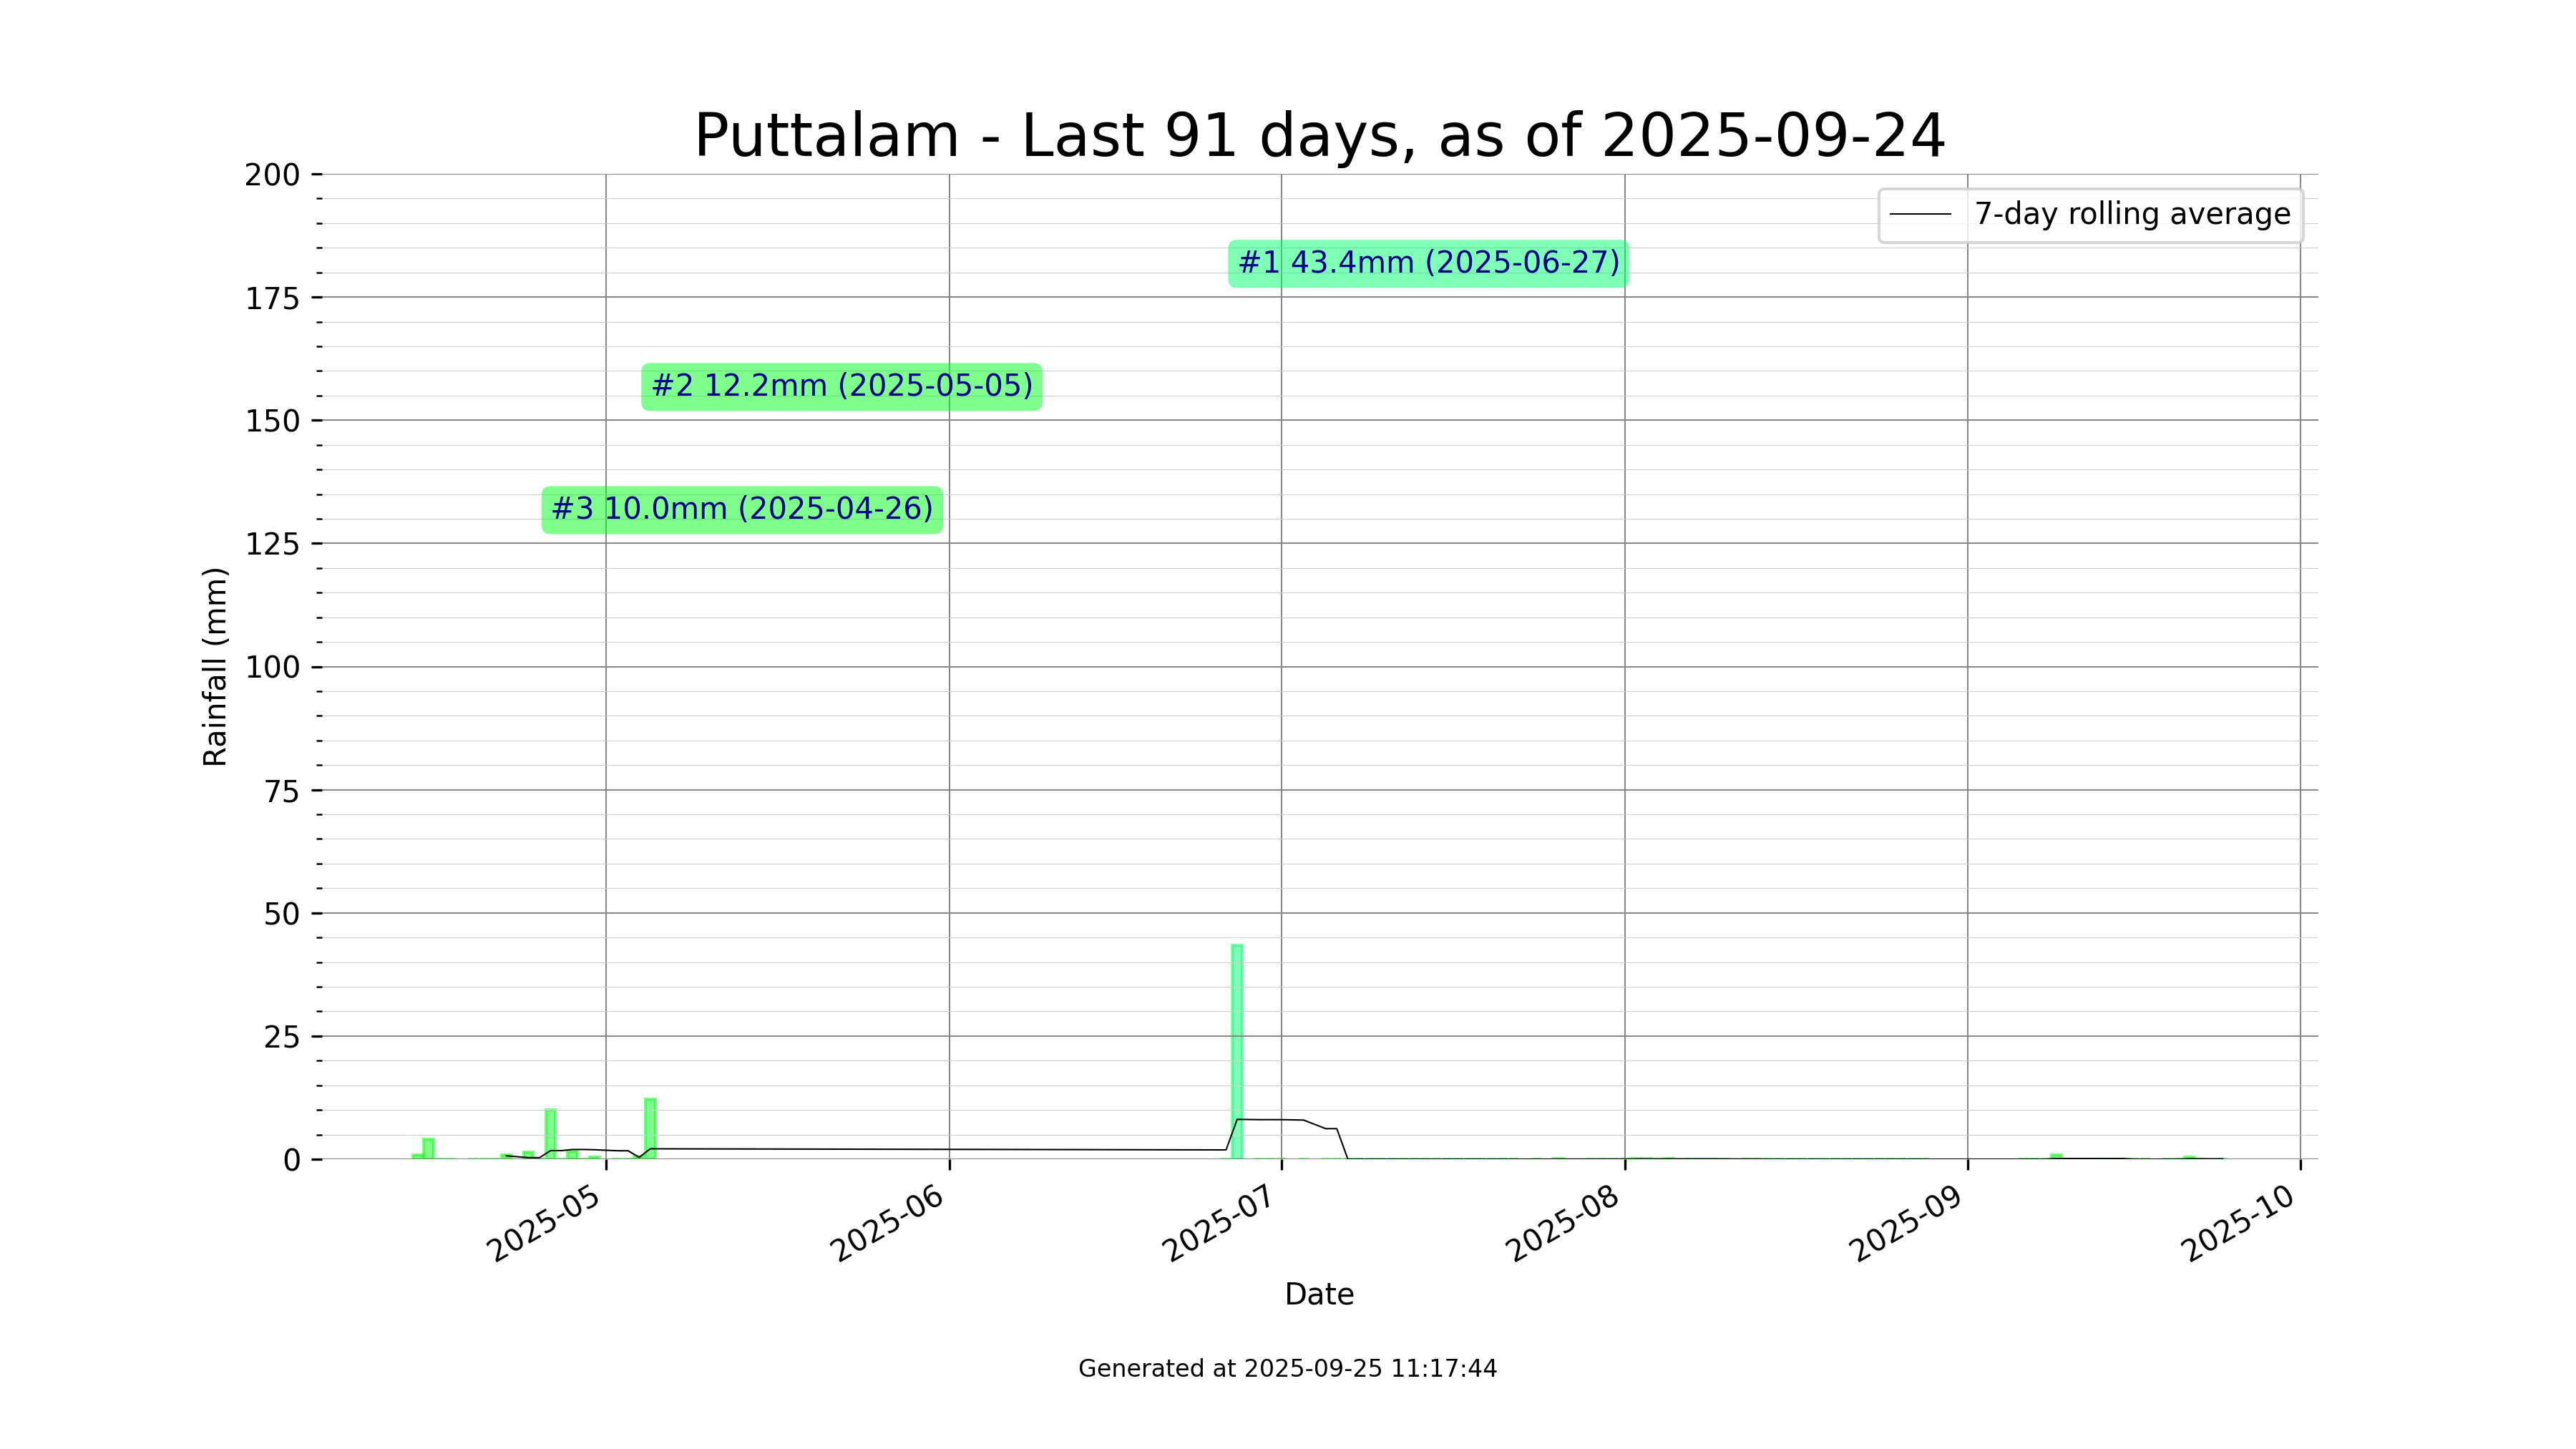 Puttalam - Last 91 days, as of 2025-09-24
200
175
150
125
100
75
50
25
0
Rainfall (mm)
7-day rolling average
#1 43.4mm (2025-06-27)
#2 12.2mm (2025-05-05)
#3 10.0mm (2025-04-26)
2025-05
2025-06
2025-07
2025-08
2025-09
2025-10
Date
Generated at 2025-09-25 11:17:44